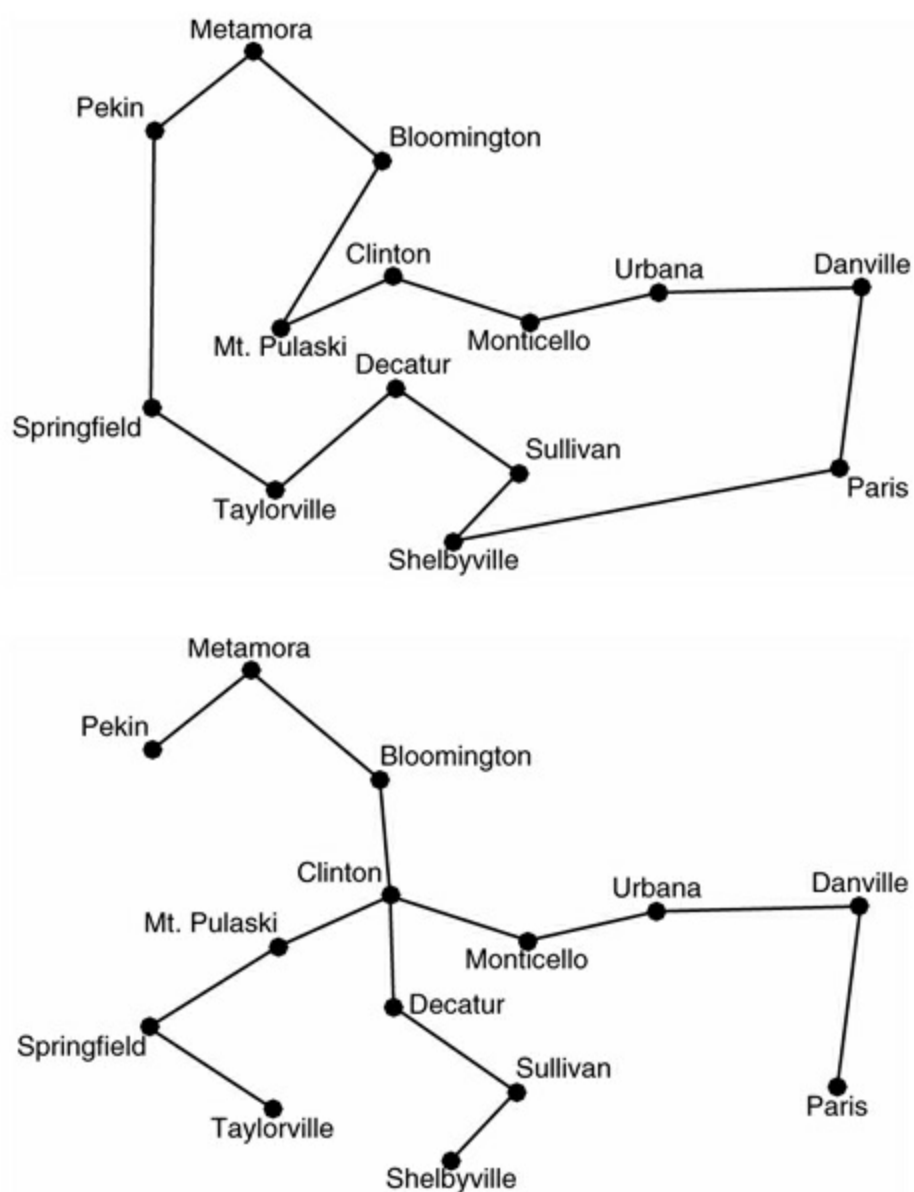 Metamora
Pekin
Bloomington
Clinton
Urbana
Danville
Mt. Pulaski
Monticello
Decatur
Springfield
Sullivan
Taylorville
Paris
Shelbyville
Metamora
Pekin
Bloomington
Clinton
Urbana
Danville
Mt. Pulaski
Monticello
Decatur
Springfield
Sullivan
Taylorville
Paris
Shelbyville